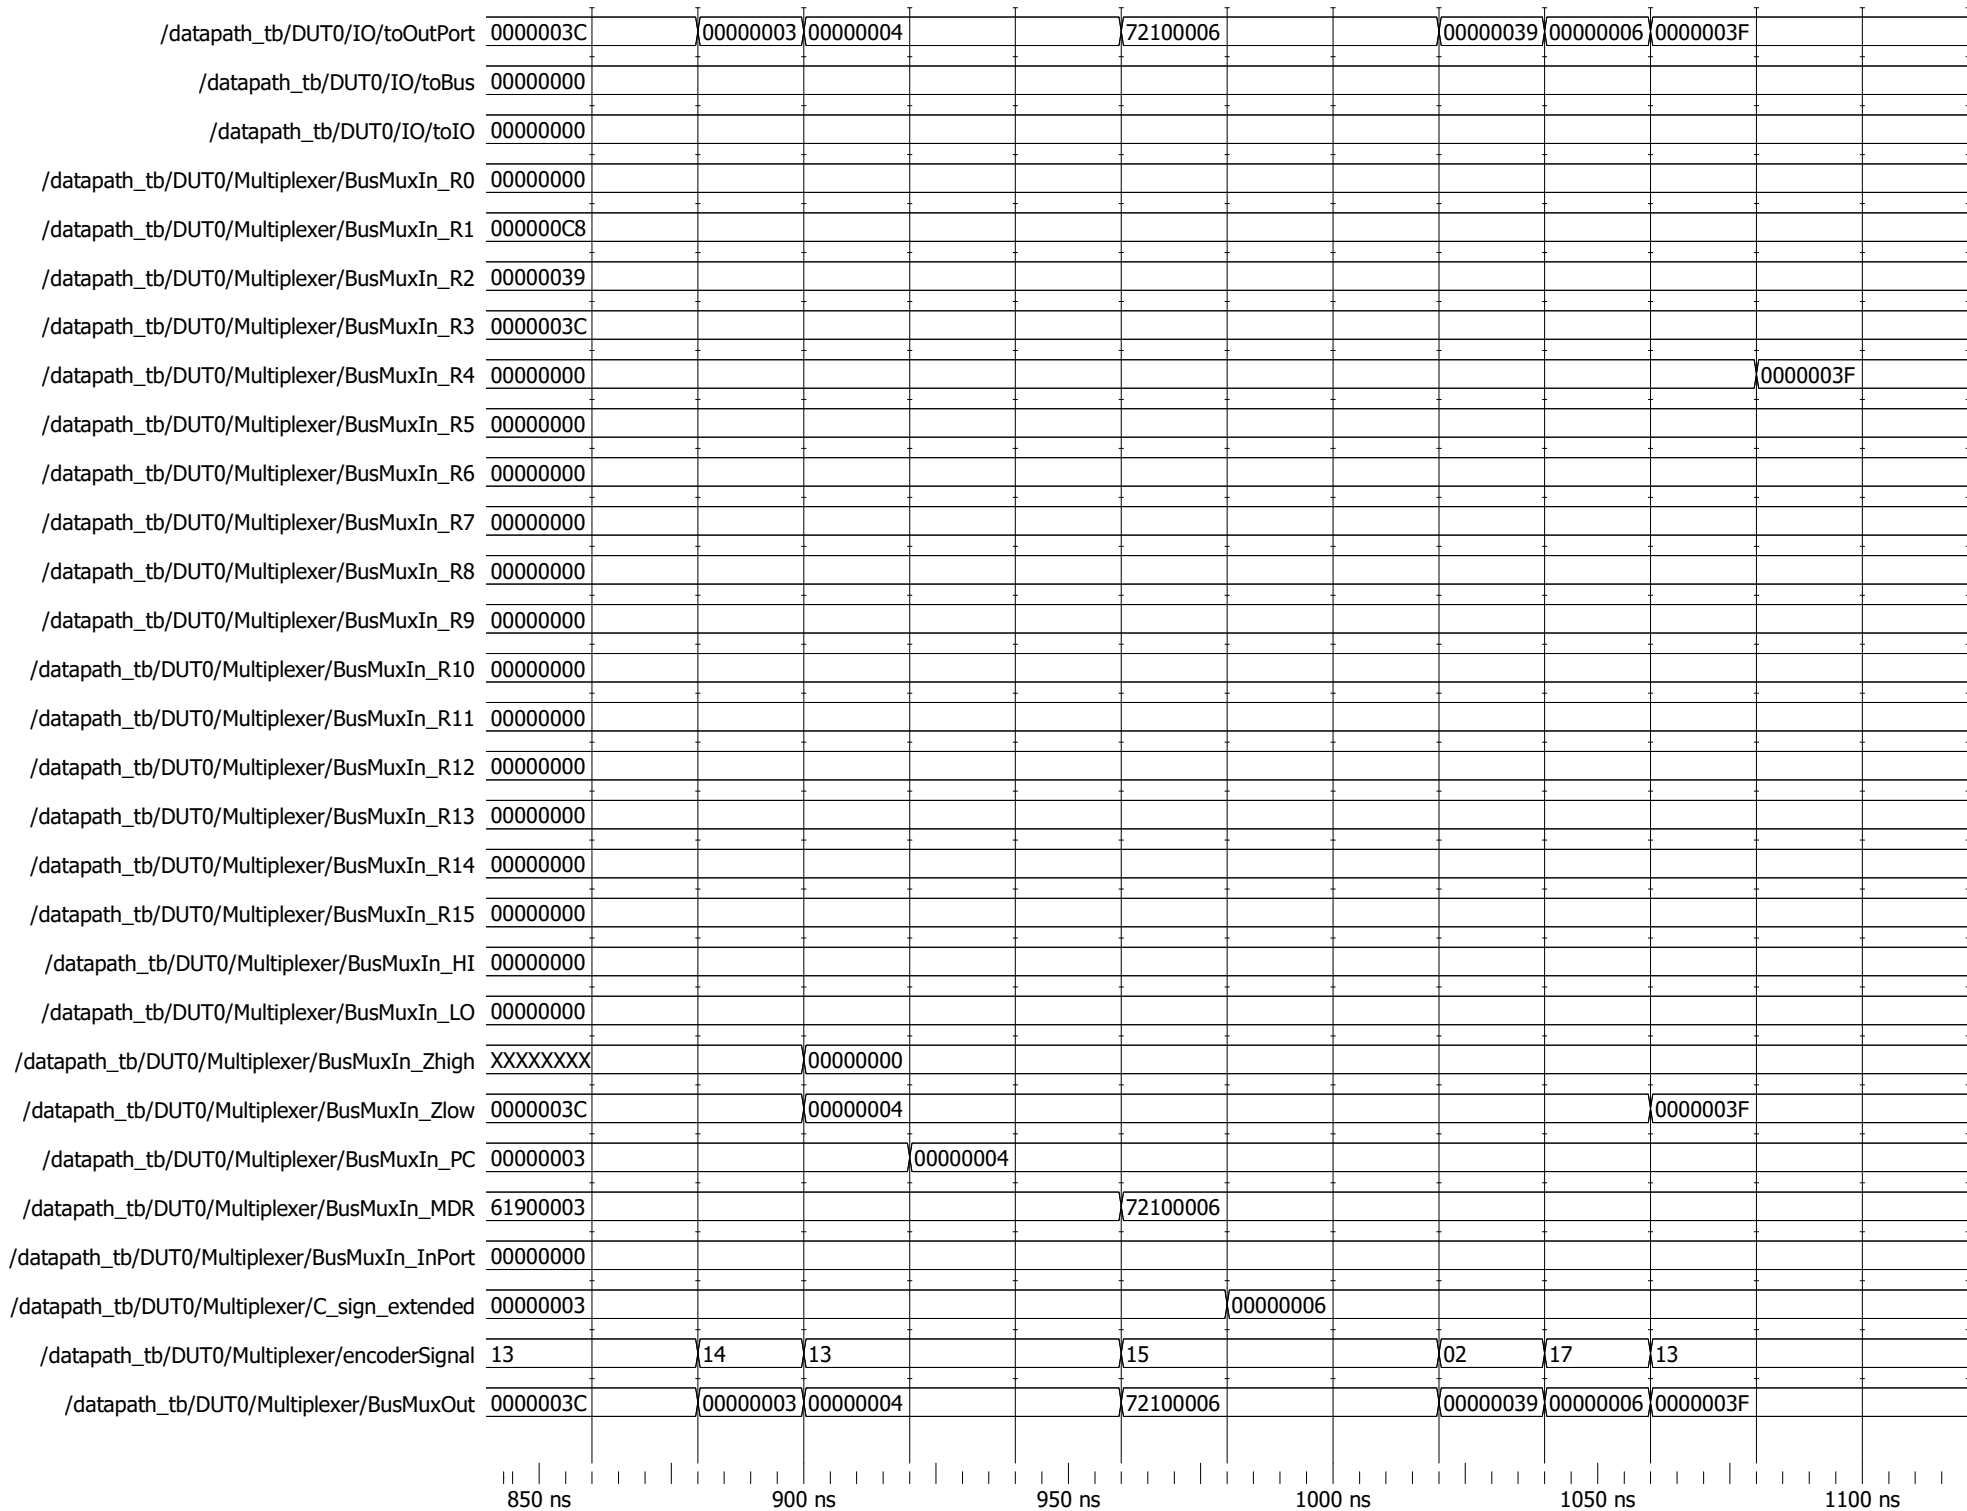 /datapath_tb/DUT0/IO/toOutPort 0000003C 00000003 00000004 72100006 00000039 00000006 0000003F
/datapath_tb/DUT0/IO/toBus 00000000
/datapath_tb/DUT0/IO/toIO 00000000
/datapath_tb/DUT0/Multiplexer/BusMuxIn_R0 00000000
/datapath_tb/DUT0/Multiplexer/BusMuxIn_R1 000000C8
/datapath_tb/DUT0/Multiplexer/BusMuxIn_R2 00000039
/datapath_tb/DUT0/Multiplexer/BusMuxIn_R3 0000003C
/datapath_tb/DUT0/Multiplexer/BusMuxIn_R4 00000000 0000003F
/datapath_tb/DUT0/Multiplexer/BusMuxIn_R5 00000000
/datapath_tb/DUT0/Multiplexer/BusMuxIn_R6 00000000
/datapath_tb/DUT0/Multiplexer/BusMuxIn_R7 00000000
/datapath_tb/DUT0/Multiplexer/BusMuxIn_R8 00000000
/datapath_tb/DUT0/Multiplexer/BusMuxIn_R9 00000000
/datapath_tb/DUT0/Multiplexer/BusMuxIn_R10 00000000
/datapath_tb/DUT0/Multiplexer/BusMuxIn_R11 00000000
/datapath_tb/DUT0/Multiplexer/BusMuxIn_R12 00000000
/datapath_tb/DUT0/Multiplexer/BusMuxIn_R13 00000000
/datapath_tb/DUT0/Multiplexer/BusMuxIn_R14 00000000
/datapath_tb/DUT0/Multiplexer/BusMuxIn_R15 00000000
/datapath_tb/DUT0/Multiplexer/BusMuxIn_HI 00000000
/datapath_tb/DUT0/Multiplexer/BusMuxIn_LO 00000000
/datapath_tb/DUT0/Multiplexer/BusMuxIn_Zhigh XXXXXXXX 00000000
/datapath_tb/DUT0/Multiplexer/BusMuxIn_Zlow 0000003C 00000004 0000003F
/datapath_tb/DUT0/Multiplexer/BusMuxIn_PC 00000003 00000004
/datapath_tb/DUT0/Multiplexer/BusMuxIn_MDR 61900003 72100006
/datapath_tb/DUT0/Multiplexer/BusMuxIn_InPort 00000000
/datapath_tb/DUT0/Multiplexer/C_sign_extended 00000003 00000006
/datapath_tb/DUT0/Multiplexer/encoderSignal 13 14 13 15 02 17 13
/datapath_tb/DUT0/Multiplexer/BusMuxOut 0000003C 00000003 00000004 72100006 00000039 00000006 0000003F
850 ns 900 ns 950 ns 1000 ns 1050 ns 1100 ns